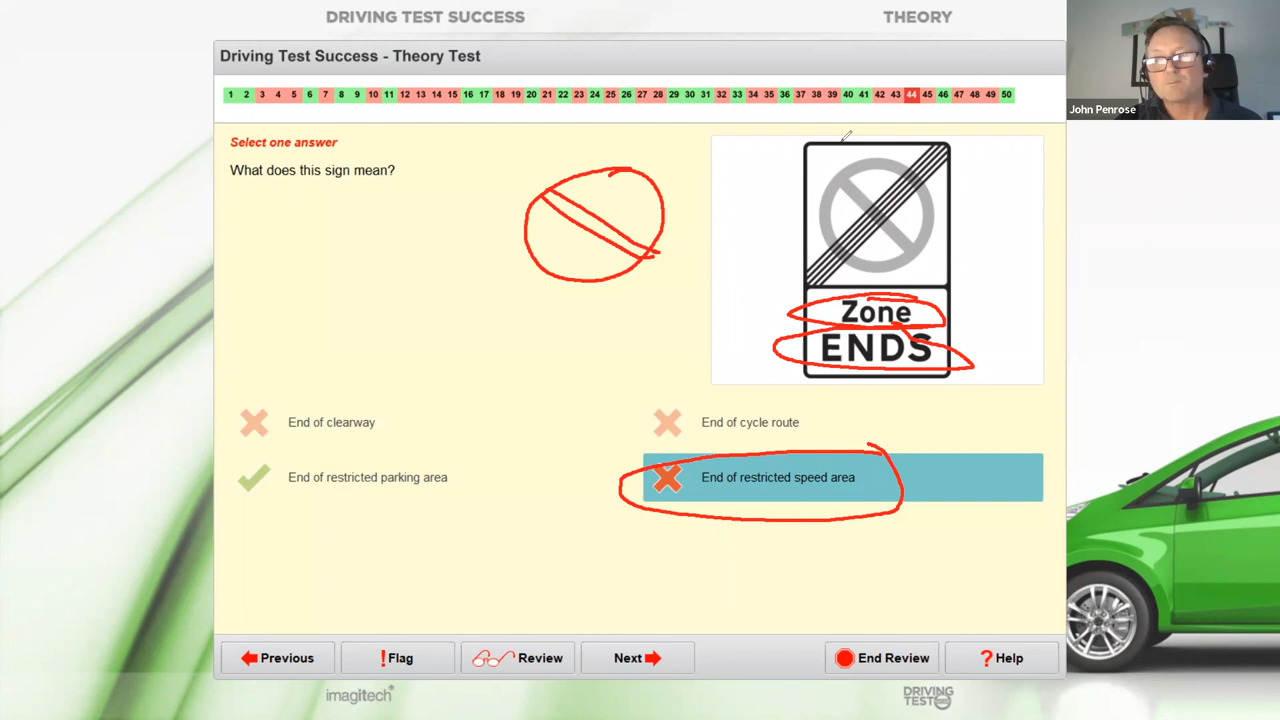 DRIVING TEST SUCCESS THEORY
John Penrose
Driving Test Success - Theory Test
1 2 3 4 5 6 7 8 9 10 11 12 13 14 15 16 17 18 19 20 21 22 23 24 25 26 27 28 29 30 31 32 33 34 35 36 37 38 39 40 41 42 43 44 45 46 47 48 49 50
Select one answer
What does this sign mean?
Zone
ENDS
End of clearway End of cycle route
End of restricted parking area End of restricted speed area
Previous !Flag Review Next End Review ?Help
imagitech DRIVING
TEST